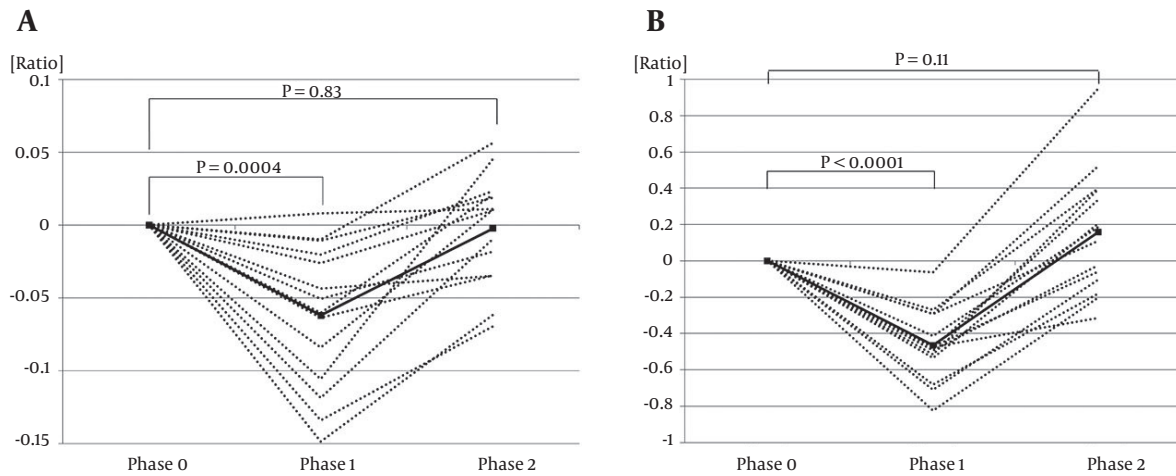 A
[Ratio]
0.1
0.05
0
-0.05
-0.1
-0.15
P = 0.83
P = 0.0004
Phase 0 Phase 1 Phase 2
B
[Ratio]
1
0.8
0.6
0.4
0.2
0
-0.2
-0.4
-0.6
-0.8
-1
P = 0.11
P < 0.0001
Phase 0 Phase 1 Phase 2